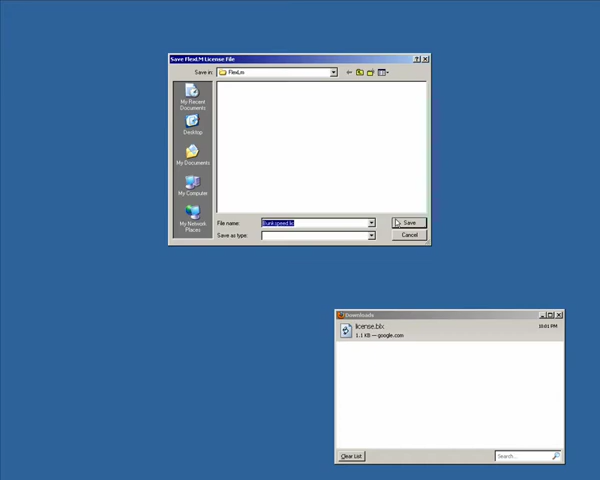 Save FlexLM License File
Save in:
FlexLm
My Recent
Documents
Desktop
My Documents
My Computer
My Network
Places
File name:
bunkspeed.lic
Save
Save as type:
Cancel
Downloads
license.blx
10:01 PM
1.1 KB — google.com
Clear List
Search...